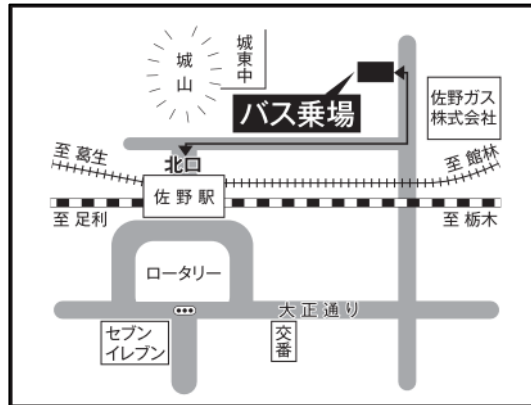 城山
城東中
バス乗場
佐野ガス
株式会社
北口
至 葛生
至 館林
佐野駅
至 足利
至 栃木
ロータリー
大正通り
セブン
イレブン
交番